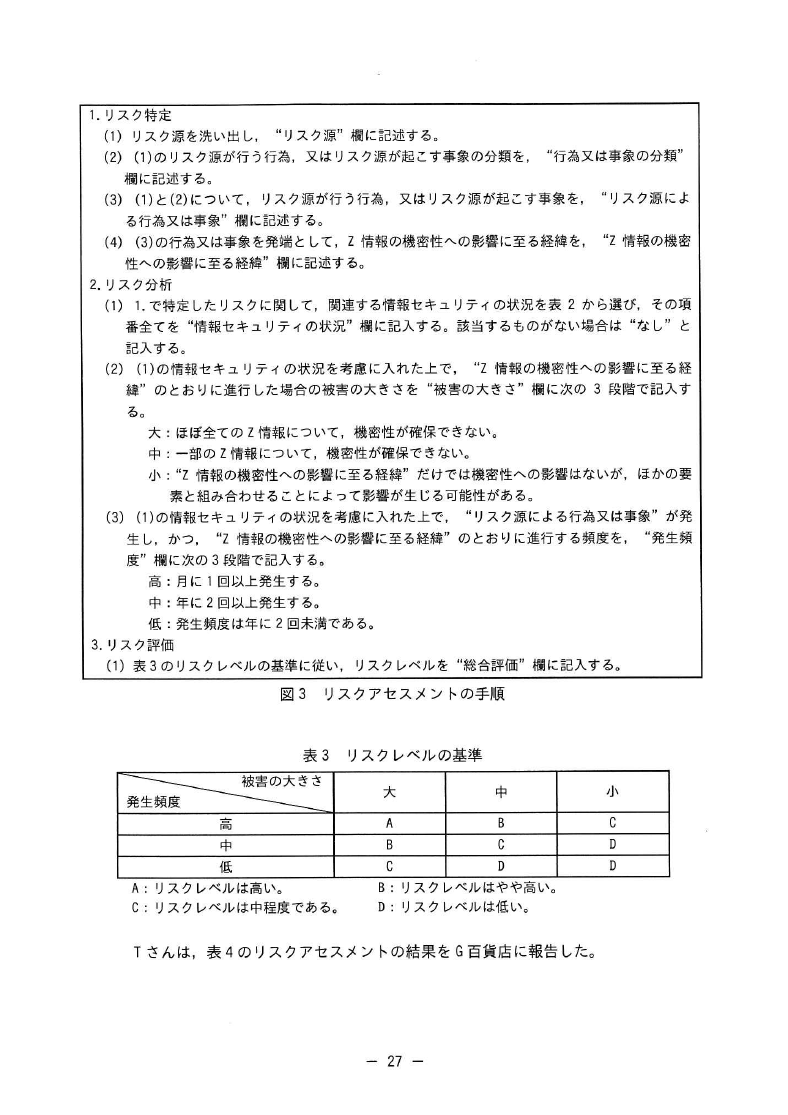 1. リスク特定
(1) リスク源を洗い出し，“リスク源”欄に記述する。
(2) (1)のリスク源が行う行為，又はリスク源が起こす事象の分類を，“行為又は事象の分類”
欄に記述する。
(3) (1)と(2)について，リスク源が行う行為，又はリスク源が起こす事象を，“リスク源によ
る行為又は事象”欄に記述する。
(4) (3)の行為又は事象を発端として，Z 情報の機密性への影響に至る経緯を，“Z 情報の機密
性への影響に至る経緯”欄に記述する。
2. リスク分析
(1) 1. で特定したリスクに関して，関連する情報セキュリティの状況を表 2 から選び，その項
番全てを“情報セキュリティの状況”欄に記入する。該当するものがない場合は“なし”と
記入する。
(2) (1)の情報セキュリティの状況を考慮に入れた上で，“Z 情報の機密性への影響に至る経
緯”のとおりに進行した場合の被害の大きさを“被害の大きさ”欄に次の 3 段階で記入す
る。
大：ほぼ全ての Z 情報について，機密性が確保できない。
中：一部の Z 情報について，機密性が確保できない。
小：“Z 情報の機密性への影響に至る経緯”だけでは機密性への影響はないが，ほかの要
素と組み合わせることによって影響が生じる可能性がある。
(3) (1)の情報セキュリティの状況を考慮に入れた上で，“リスク源による行為又は事象”が発
生し，かつ，“Z 情報の機密性への影響に至る経緯”のとおりに進行する頻度を，“発生頻
度”欄に次の 3 段階で記入する。
高：月に 1 回以上発生する。
中：年に 2 回以上発生する。
低：発生頻度は年に 2 回未満である。
3. リスク評価
(1) 表 3 のリスクレベルの基準に従い，リスクレベルを“総合評価”欄に記入する。
図 3 リスクアセスメントの手順
表 3 リスクレベルの基準
被害の大きさ
発生頻度
大 中 小
高 A B C
中 B C D
低 C D D
A：リスクレベルは高い。 B：リスクレベルはやや高い。
C：リスクレベルは中程度である。 D：リスクレベルは低い。
T さんは，表 4 のリスクアセスメントの結果を G 百貨店に報告した。
－ 27 －